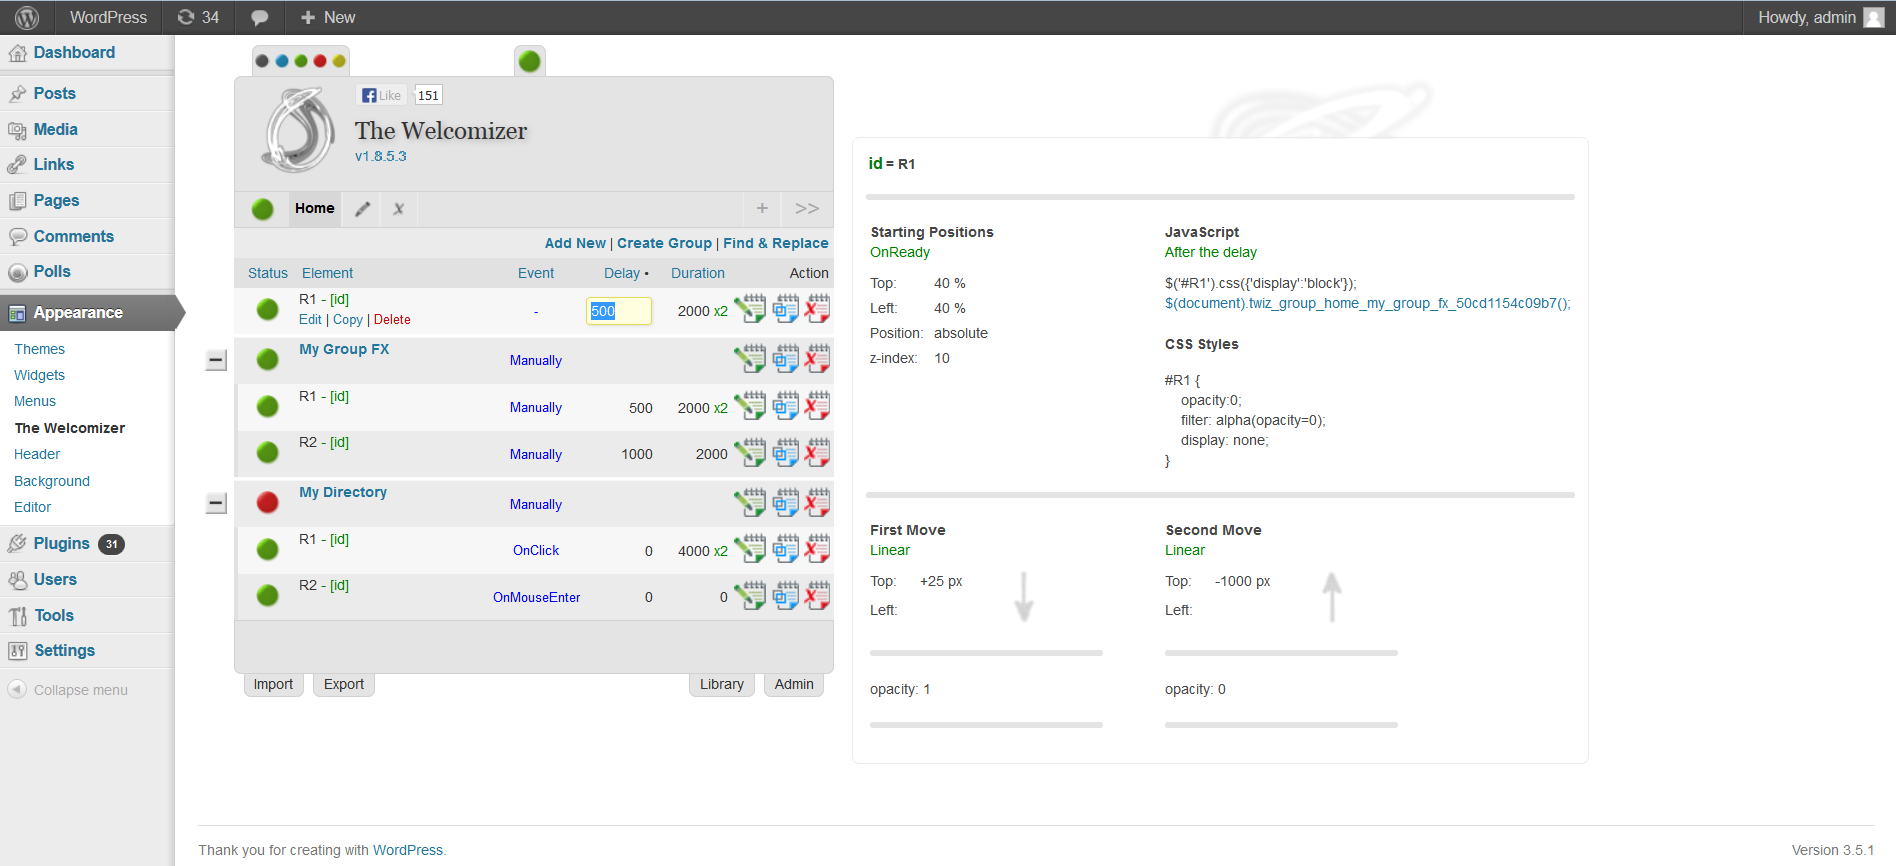 WordPress 34 New Howdy, admin
Dashboard
Posts
Media
Links
Pages
Comments
Polls
Appearance
Themes
Widgets
Menus
The Welcomizer
Header
Background
Editor
Plugins 31
Users
Tools
Settings
Collapse menu
Like 151
The Welcomizer
v1.8.5.3
Home x + >>
Add New | Create Group | Find & Replace
Status Element Event Delay • Duration Action
R1 - [id]
Edit | Copy | Delete
- 500 2000 x2
My Group FX
Manually
R1 - [id]
Manually 500 2000 x2
R2 - [id]
Manually 1000 2000
My Directory
Manually
R1 - [id]
OnClick 0 4000 x2
R2 - [id]
OnMouseEnter 0 0
Import Export Library Admin
id = R1
Starting Positions
OnReady
Top: 40 %
Left: 40 %
Position: absolute
z-index: 10
JavaScript
After the delay
$('#R1').css({'display':'block'});
$(document).twiz_group_home_my_group_fx_50cd1154c09b7();
CSS Styles
#R1 {
opacity:0;
filter: alpha(opacity=0);
display: none;
}
First Move
Linear
Top: +25 px
Left:
opacity: 1
Second Move
Linear
Top: -1000 px
Left:
opacity: 0
Thank you for creating with WordPress.
Version 3.5.1